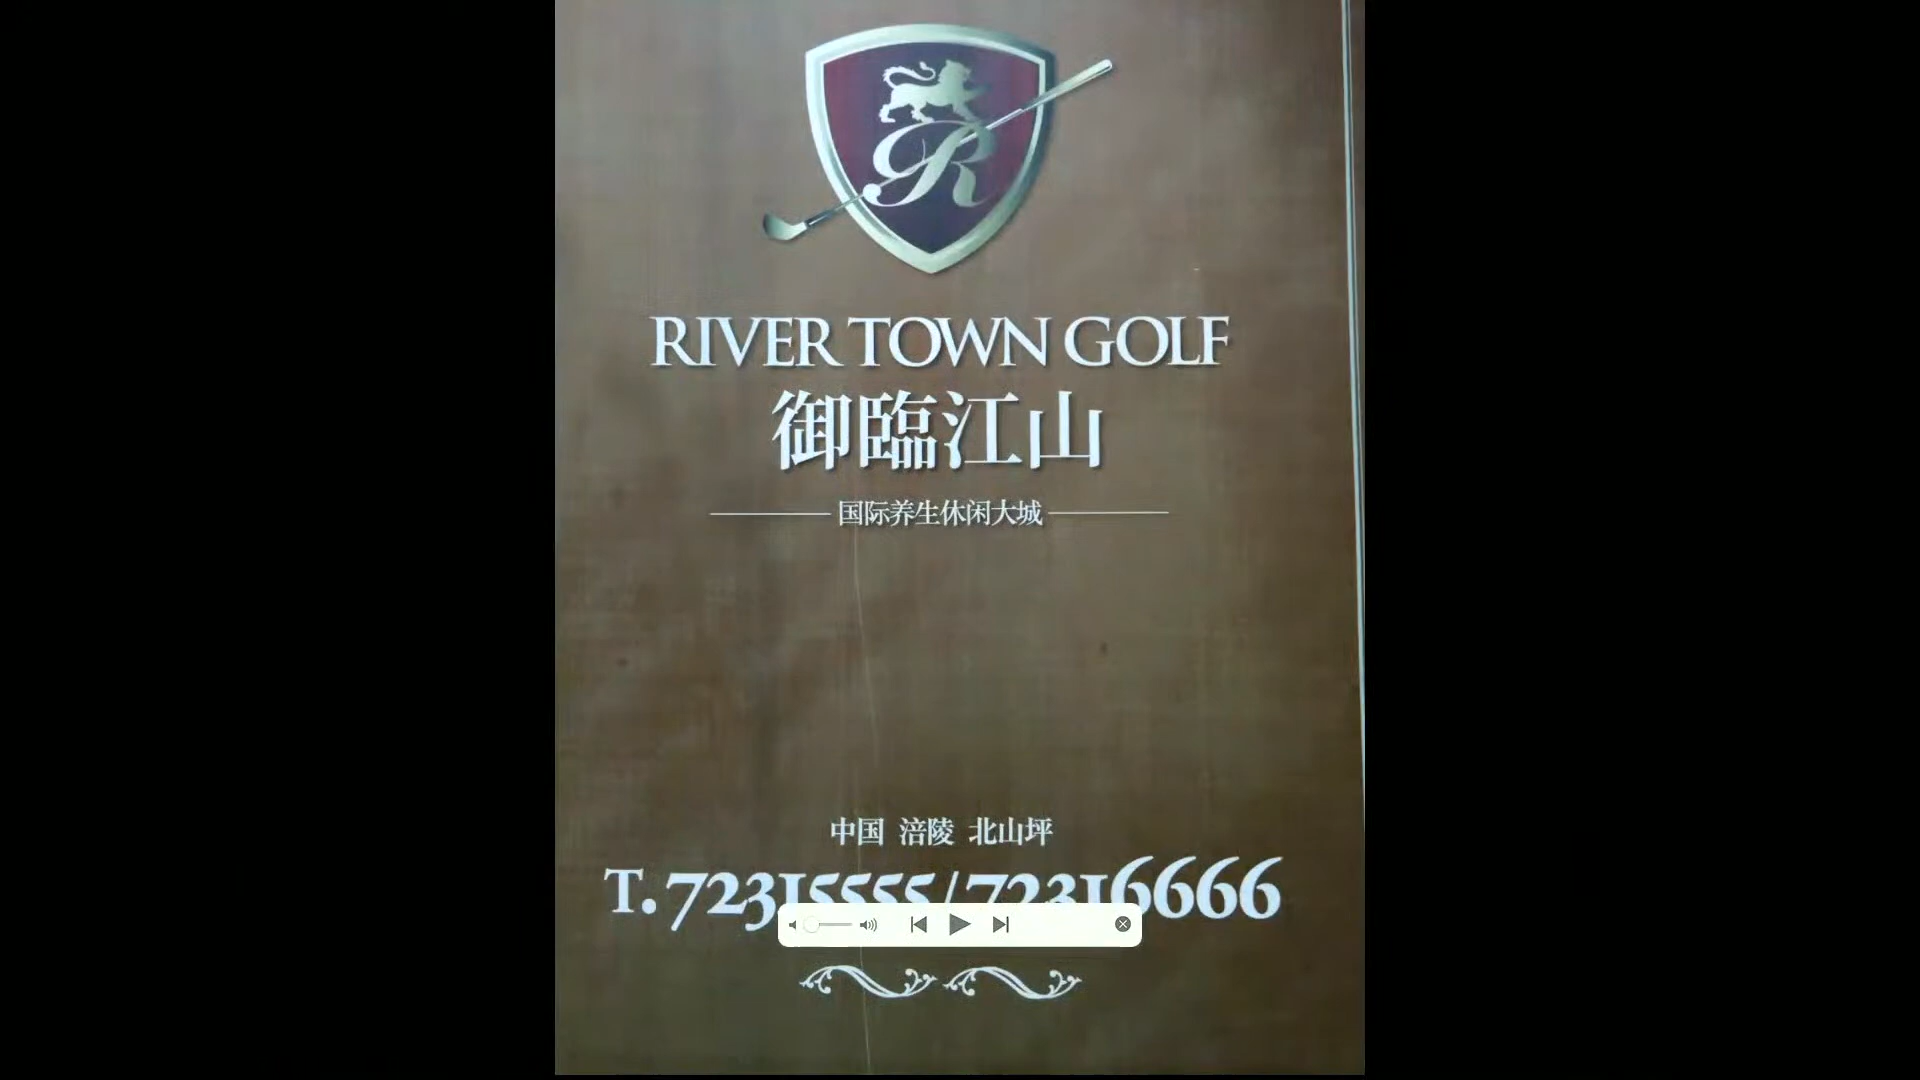 R
RIVER TOWN GOLF
御臨江山
国际养生休闲大城
中国 涪陵 北山坪
T. 72315555/72316666